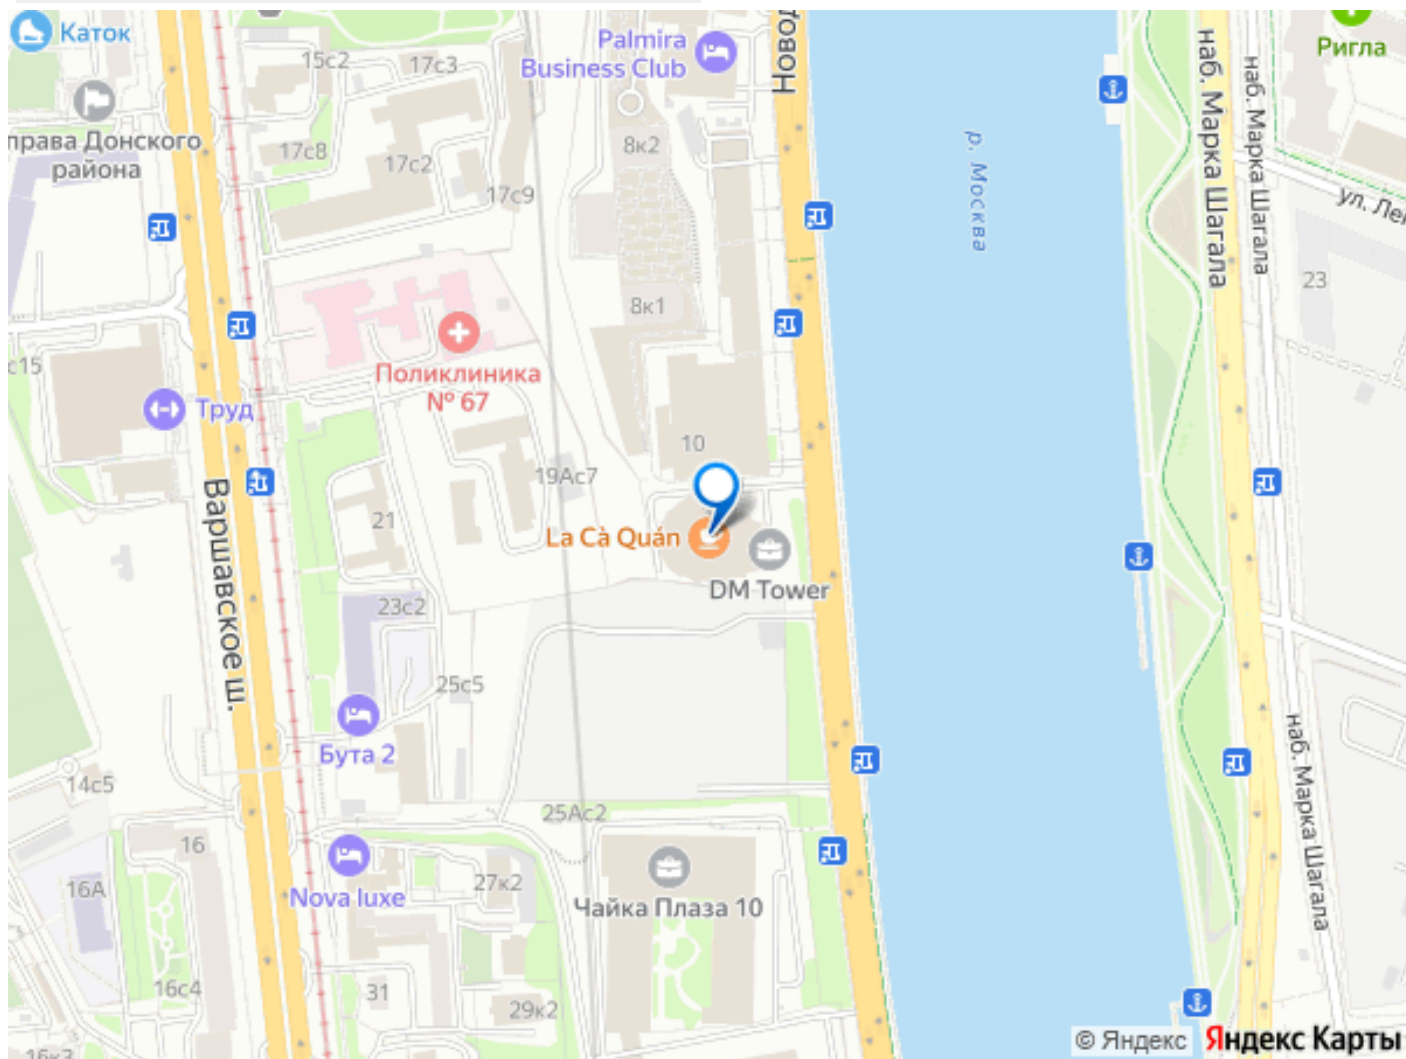 Каток
Palmira
Business Club
Новод
наб. Марка Шагала
наб. Марка Шагала
Ригла
15с2
17с3
права Донского
района
17с8
17с2
8к2
17с9
р. Москва
ул. Лей
23
8к1
с15
Поликлиника
№ 67
Труд
10
19Ас7
Варшавское ш.
21
La Cà Quán
DM Tower
23с2
25с5
Бута 2
наб. Марка Шагала
14с5
25Ас2
16
16А
Nova luxe
27к2
Чайка Плаза 10
16с4
31
29к2
16к3
© Яндекс Яндекс Карты